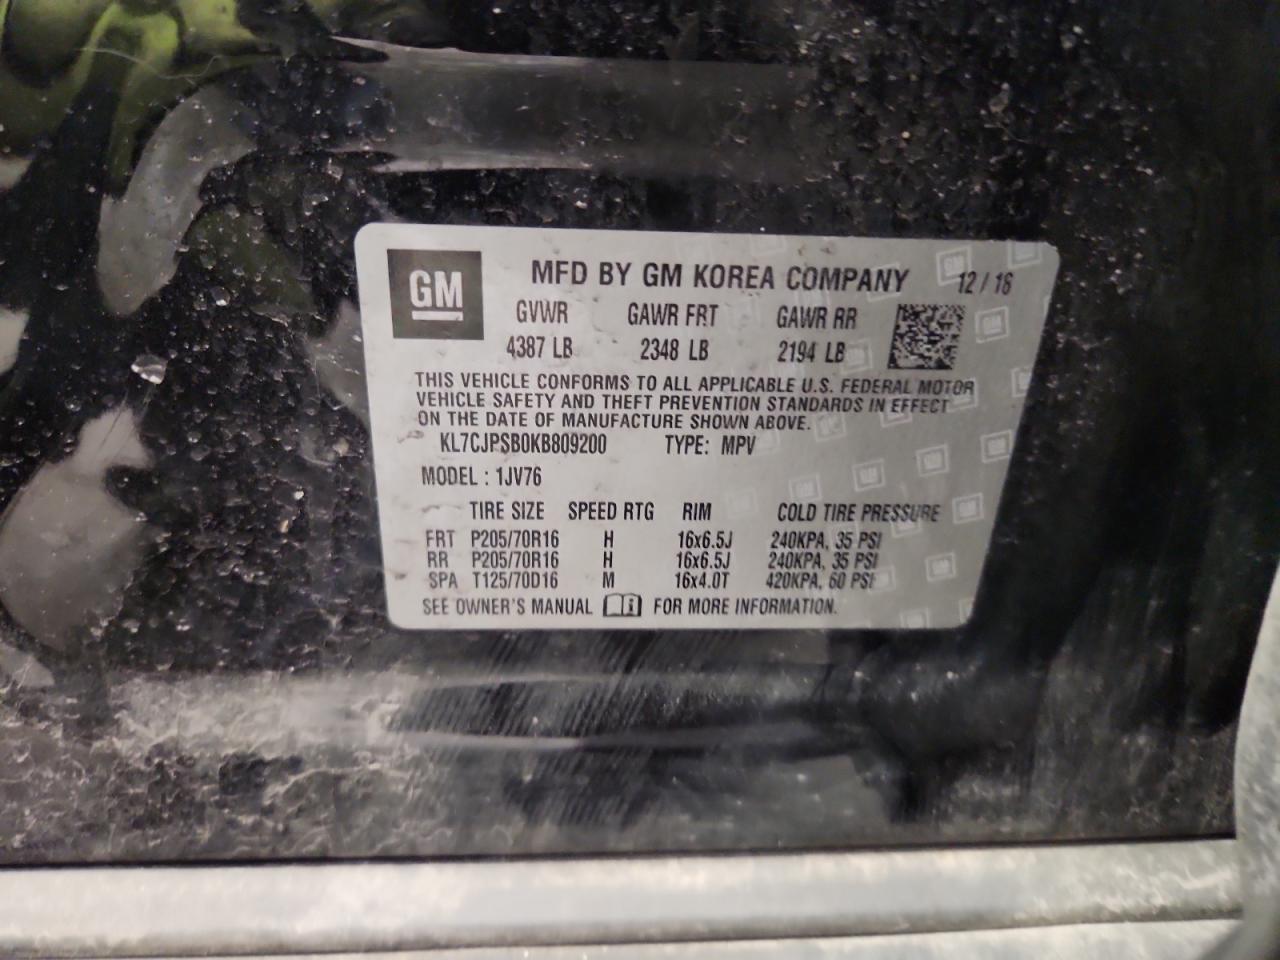 GM MFD BY GM KOREA COMPANY 12 / 16
GVWR GAWR FRT GAWR RR
4387 LB 2348 LB 2194 LB
THIS VEHICLE CONFORMS TO ALL APPLICABLE U.S. FEDERAL MOTOR
VEHICLE SAFETY AND THEFT PREVENTION STANDARDS IN EFFECT
ON THE DATE OF MANUFACTURE SHOWN ABOVE.
KL7CJPSB0KB809200 TYPE: MPV
MODEL : 1JV76
TIRE SIZE SPEED RTG RIM COLD TIRE PRESSURE
FRT P205/70R16 H 16x6.5J 240KPA, 35 PSI
RR P205/70R16 H 16x6.5J 240KPA, 35 PSI
SPA T125/70D16 M 16x4.0T 420KPA, 60 PSI
SEE OWNER'S MANUAL FOR MORE INFORMATION.